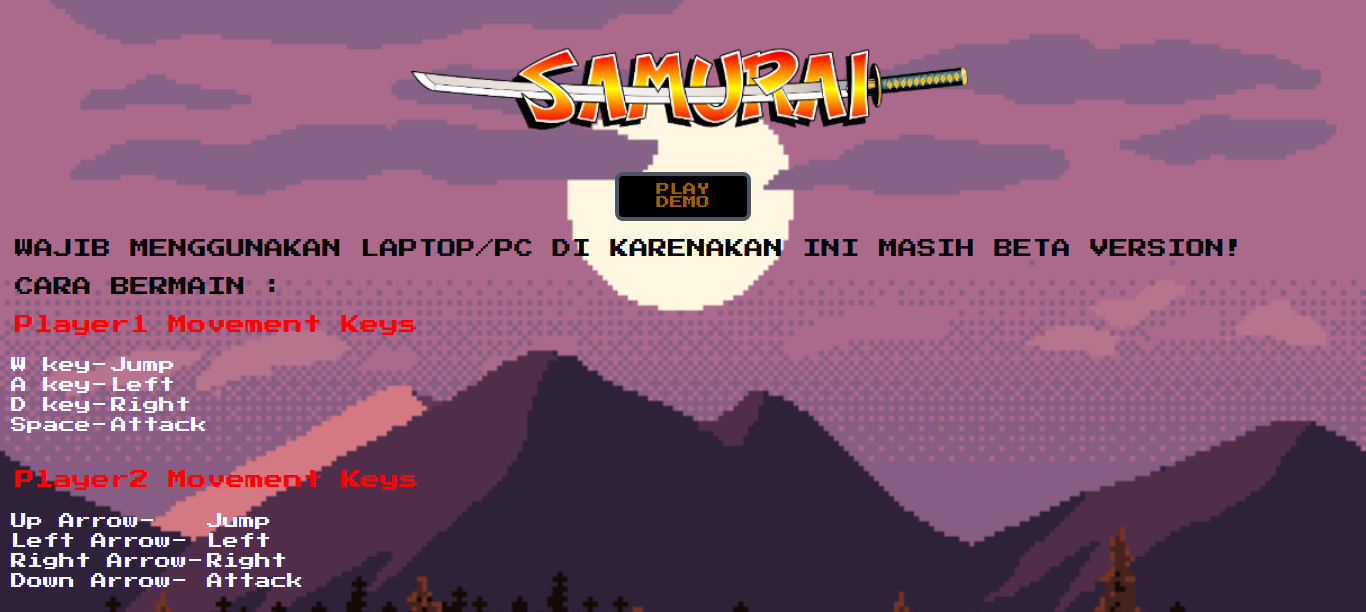 SAMURAI
PLAY
DEMO
WAJIB MENGGUNAKAN LAPTOP/PC DI KARENAKAN INI MASIH BETA VERSION!
CARA BERMAIN :
Player1 Movement Keys
W key-Jump
A key-Left
D key-Right
Space-Attack
Player2 Movement Keys
Up Arrow- Jump
Left Arrow- Left
Right Arrow-Right
Down Arrow- Attack